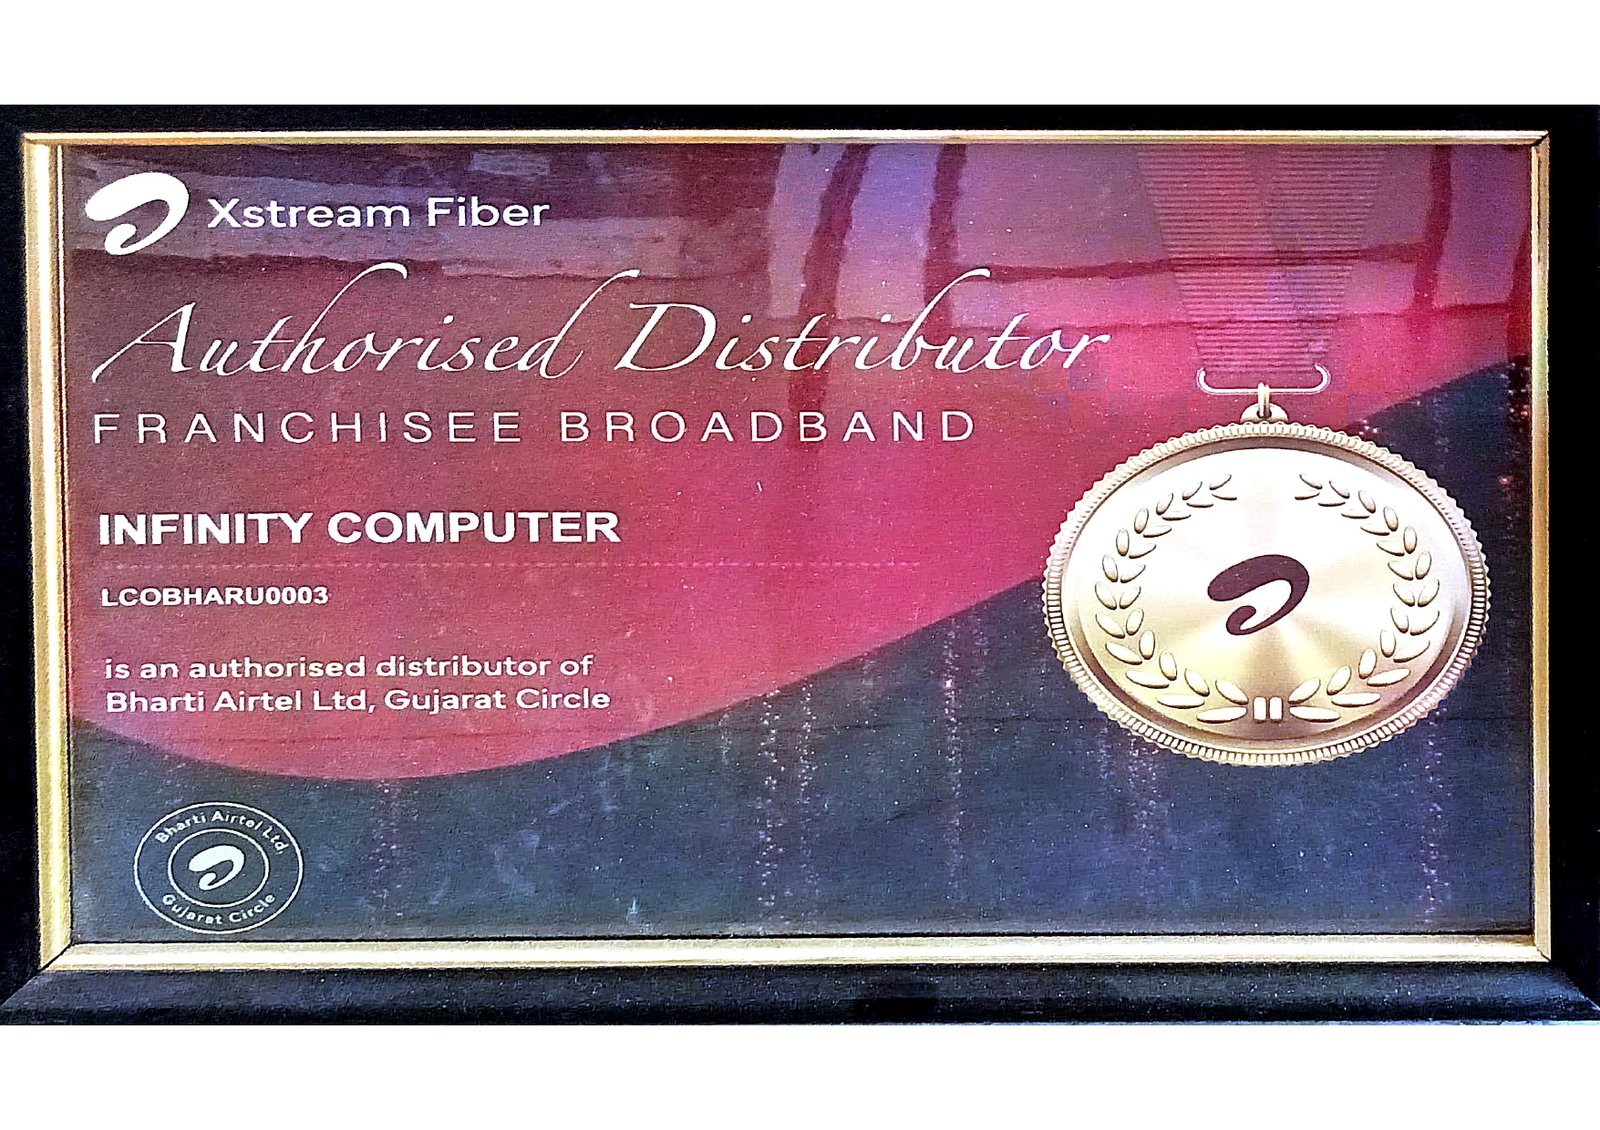 Xstream Fiber
Authorised Distributor
FRANCHISEE BROADBAND
INFINITY COMPUTER
LCOBHARU0003
is an authorised distributor of
Bharti Airtel Ltd, Gujarat Circle
Bharti Airtel Ltd.
Gujarat Circle